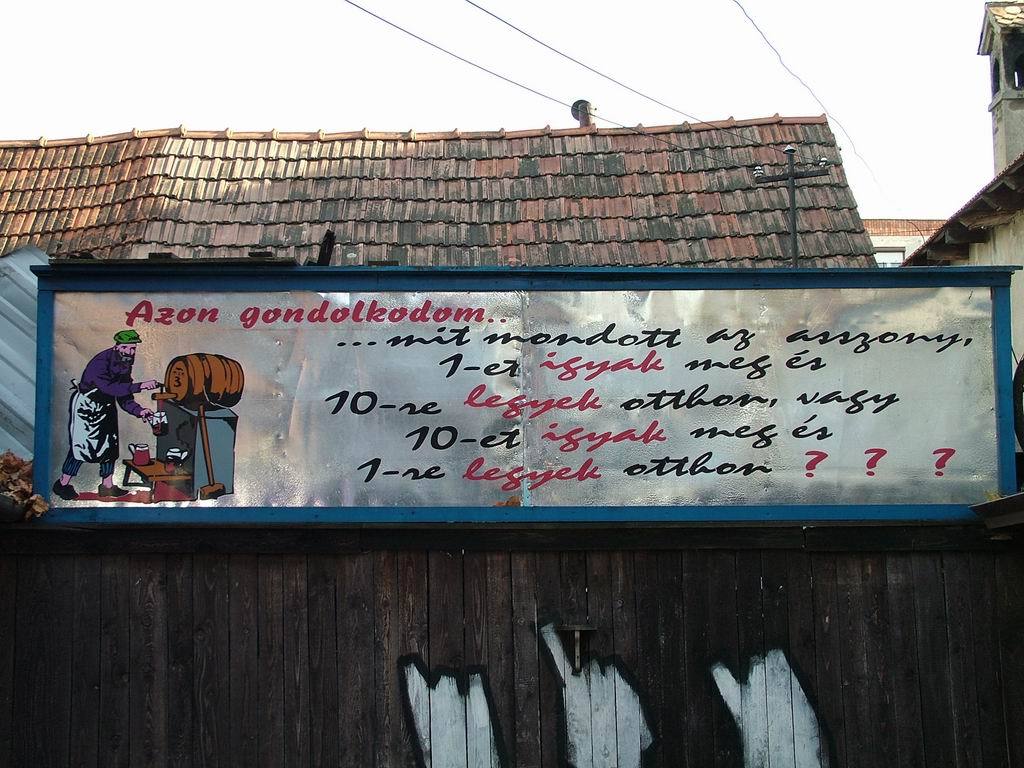 Azon gondolkodom..
...mit mondott az asszony,
1-et igyak meg és
10-re legyek otthon, vagy
10-et igyak meg és
1-re legyek otthon ? ? ?
3